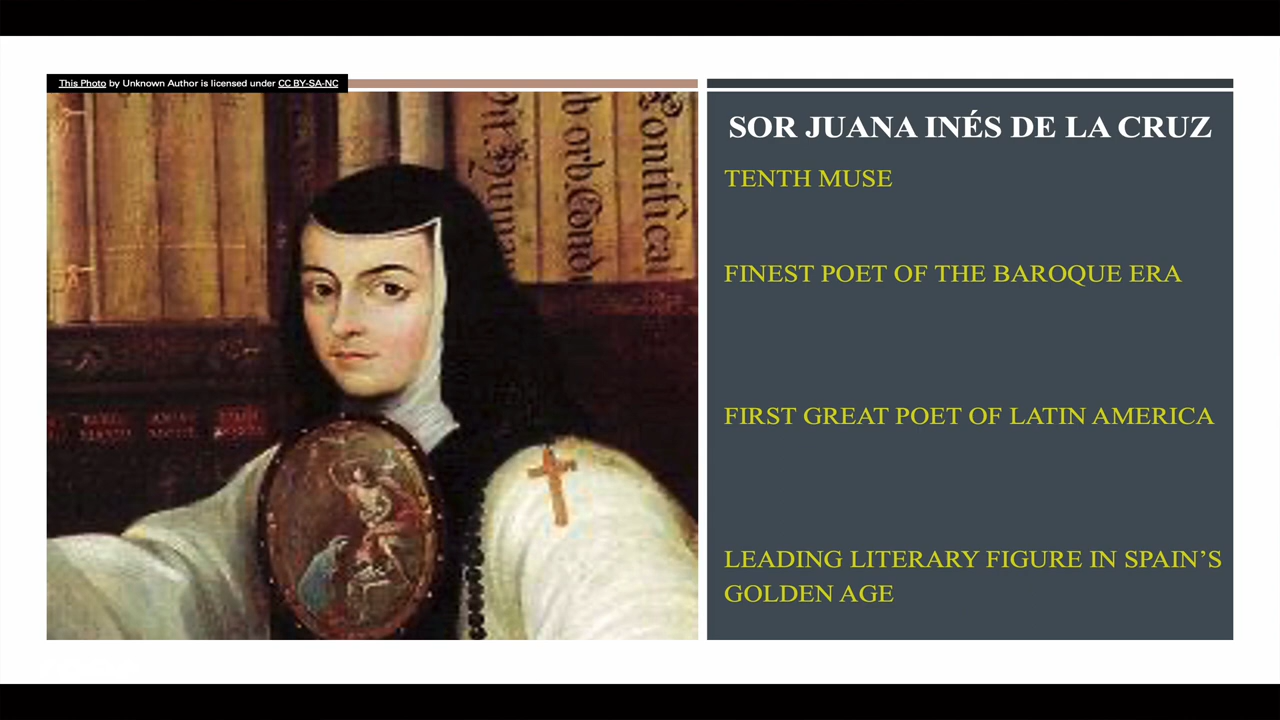 This Photo by Unknown Author is licensed under CC BY-SA-NC
SOR JUANA INÉS DE LA CRUZ
TENTH MUSE
FINEST POET OF THE BAROQUE ERA
FIRST GREAT POET OF LATIN AMERICA
LEADING LITERARY FIGURE IN SPAIN’S
GOLDEN AGE